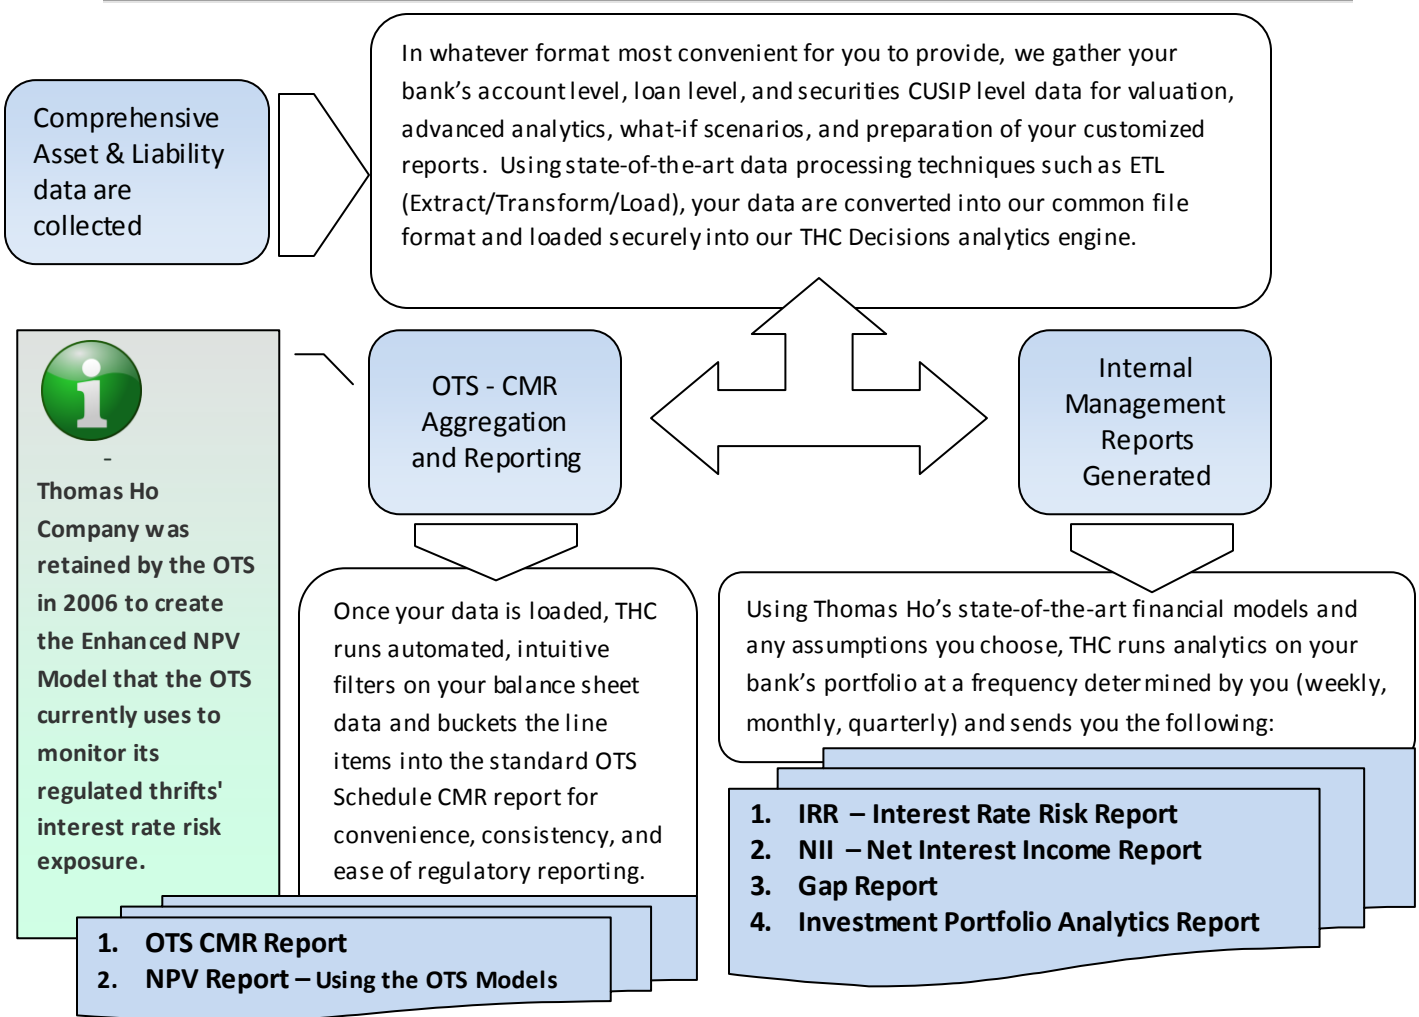 Comprehensive
Asset & Liability
data are
collected
In whatever format most convenient for you to provide, we gather your
bank's account level, loan level, and securities CUSIP level data for valuation,
advanced analytics, what-if scenarios, and preparation of your customized
reports. Using state-of-the-art data processing techniques such as ETL
(Extract/Transform/Load), your data are converted into our common file
format and loaded securely into our THC Decisions analytics engine.
i
-
Thomas Ho
Company was
retained by the OTS
in 2006 to create
the Enhanced NPV
Model that the OTS
currently uses to
monitor its
regulated thrifts'
interest rate risk
exposure.
OTS - CMR
Aggregation
and Reporting
Internal
Management
Reports
Generated
Once your data is loaded, THC
runs automated, intuitive
filters on your balance sheet
data and buckets the line
items into the standard OTS
Schedule CMR report for
convenience, consistency, and
ease of regulatory reporting.
1. OTS CMR Report
2. NPV Report – Using the OTS Models
Using Thomas Ho's state-of-the-art financial models and
any assumptions you choose, THC runs analytics on your
bank's portfolio at a frequency determined by you (weekly,
monthly, quarterly) and sends you the following:
1. IRR – Interest Rate Risk Report
2. NII – Net Interest Income Report
3. Gap Report
4. Investment Portfolio Analytics Report